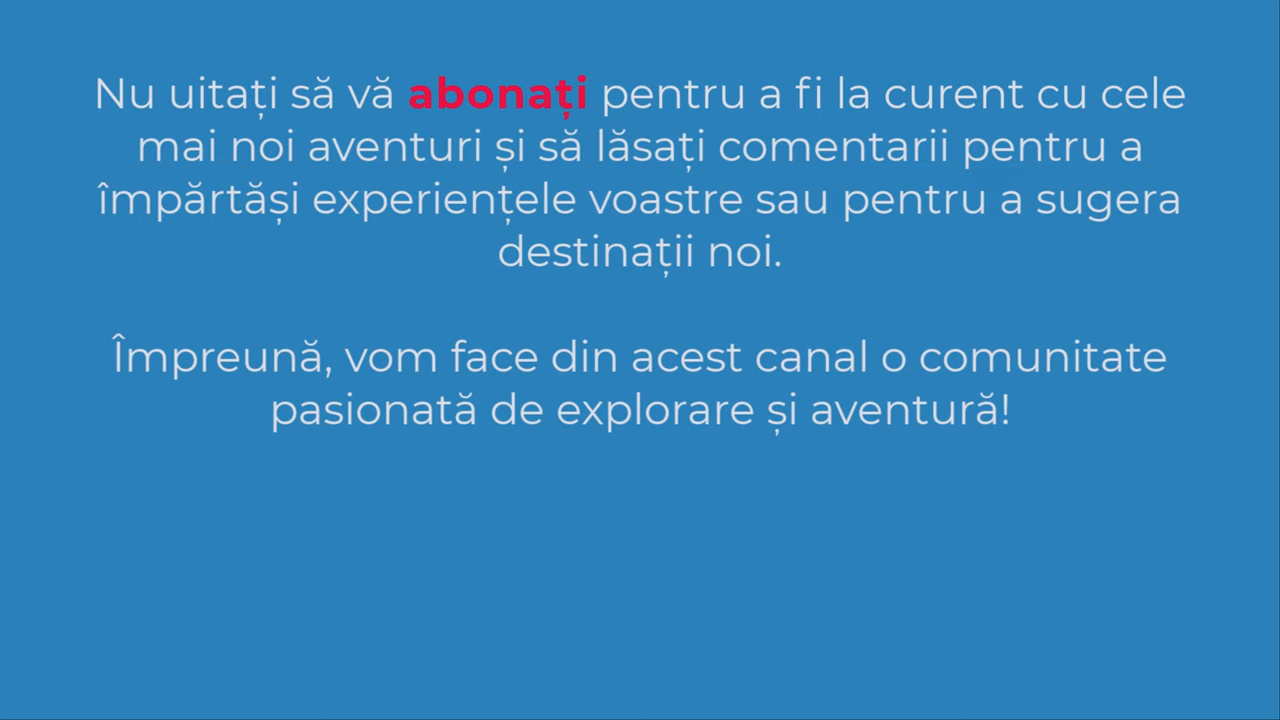 Nu uitați să vă abonați pentru a fi la curent cu cele
mai noi aventuri și să lăsați comentarii pentru a
împărtăși experiențele voastre sau pentru a sugera
destinații noi.
Împreună, vom face din acest canal o comunitate
pasionată de explorare și aventură!